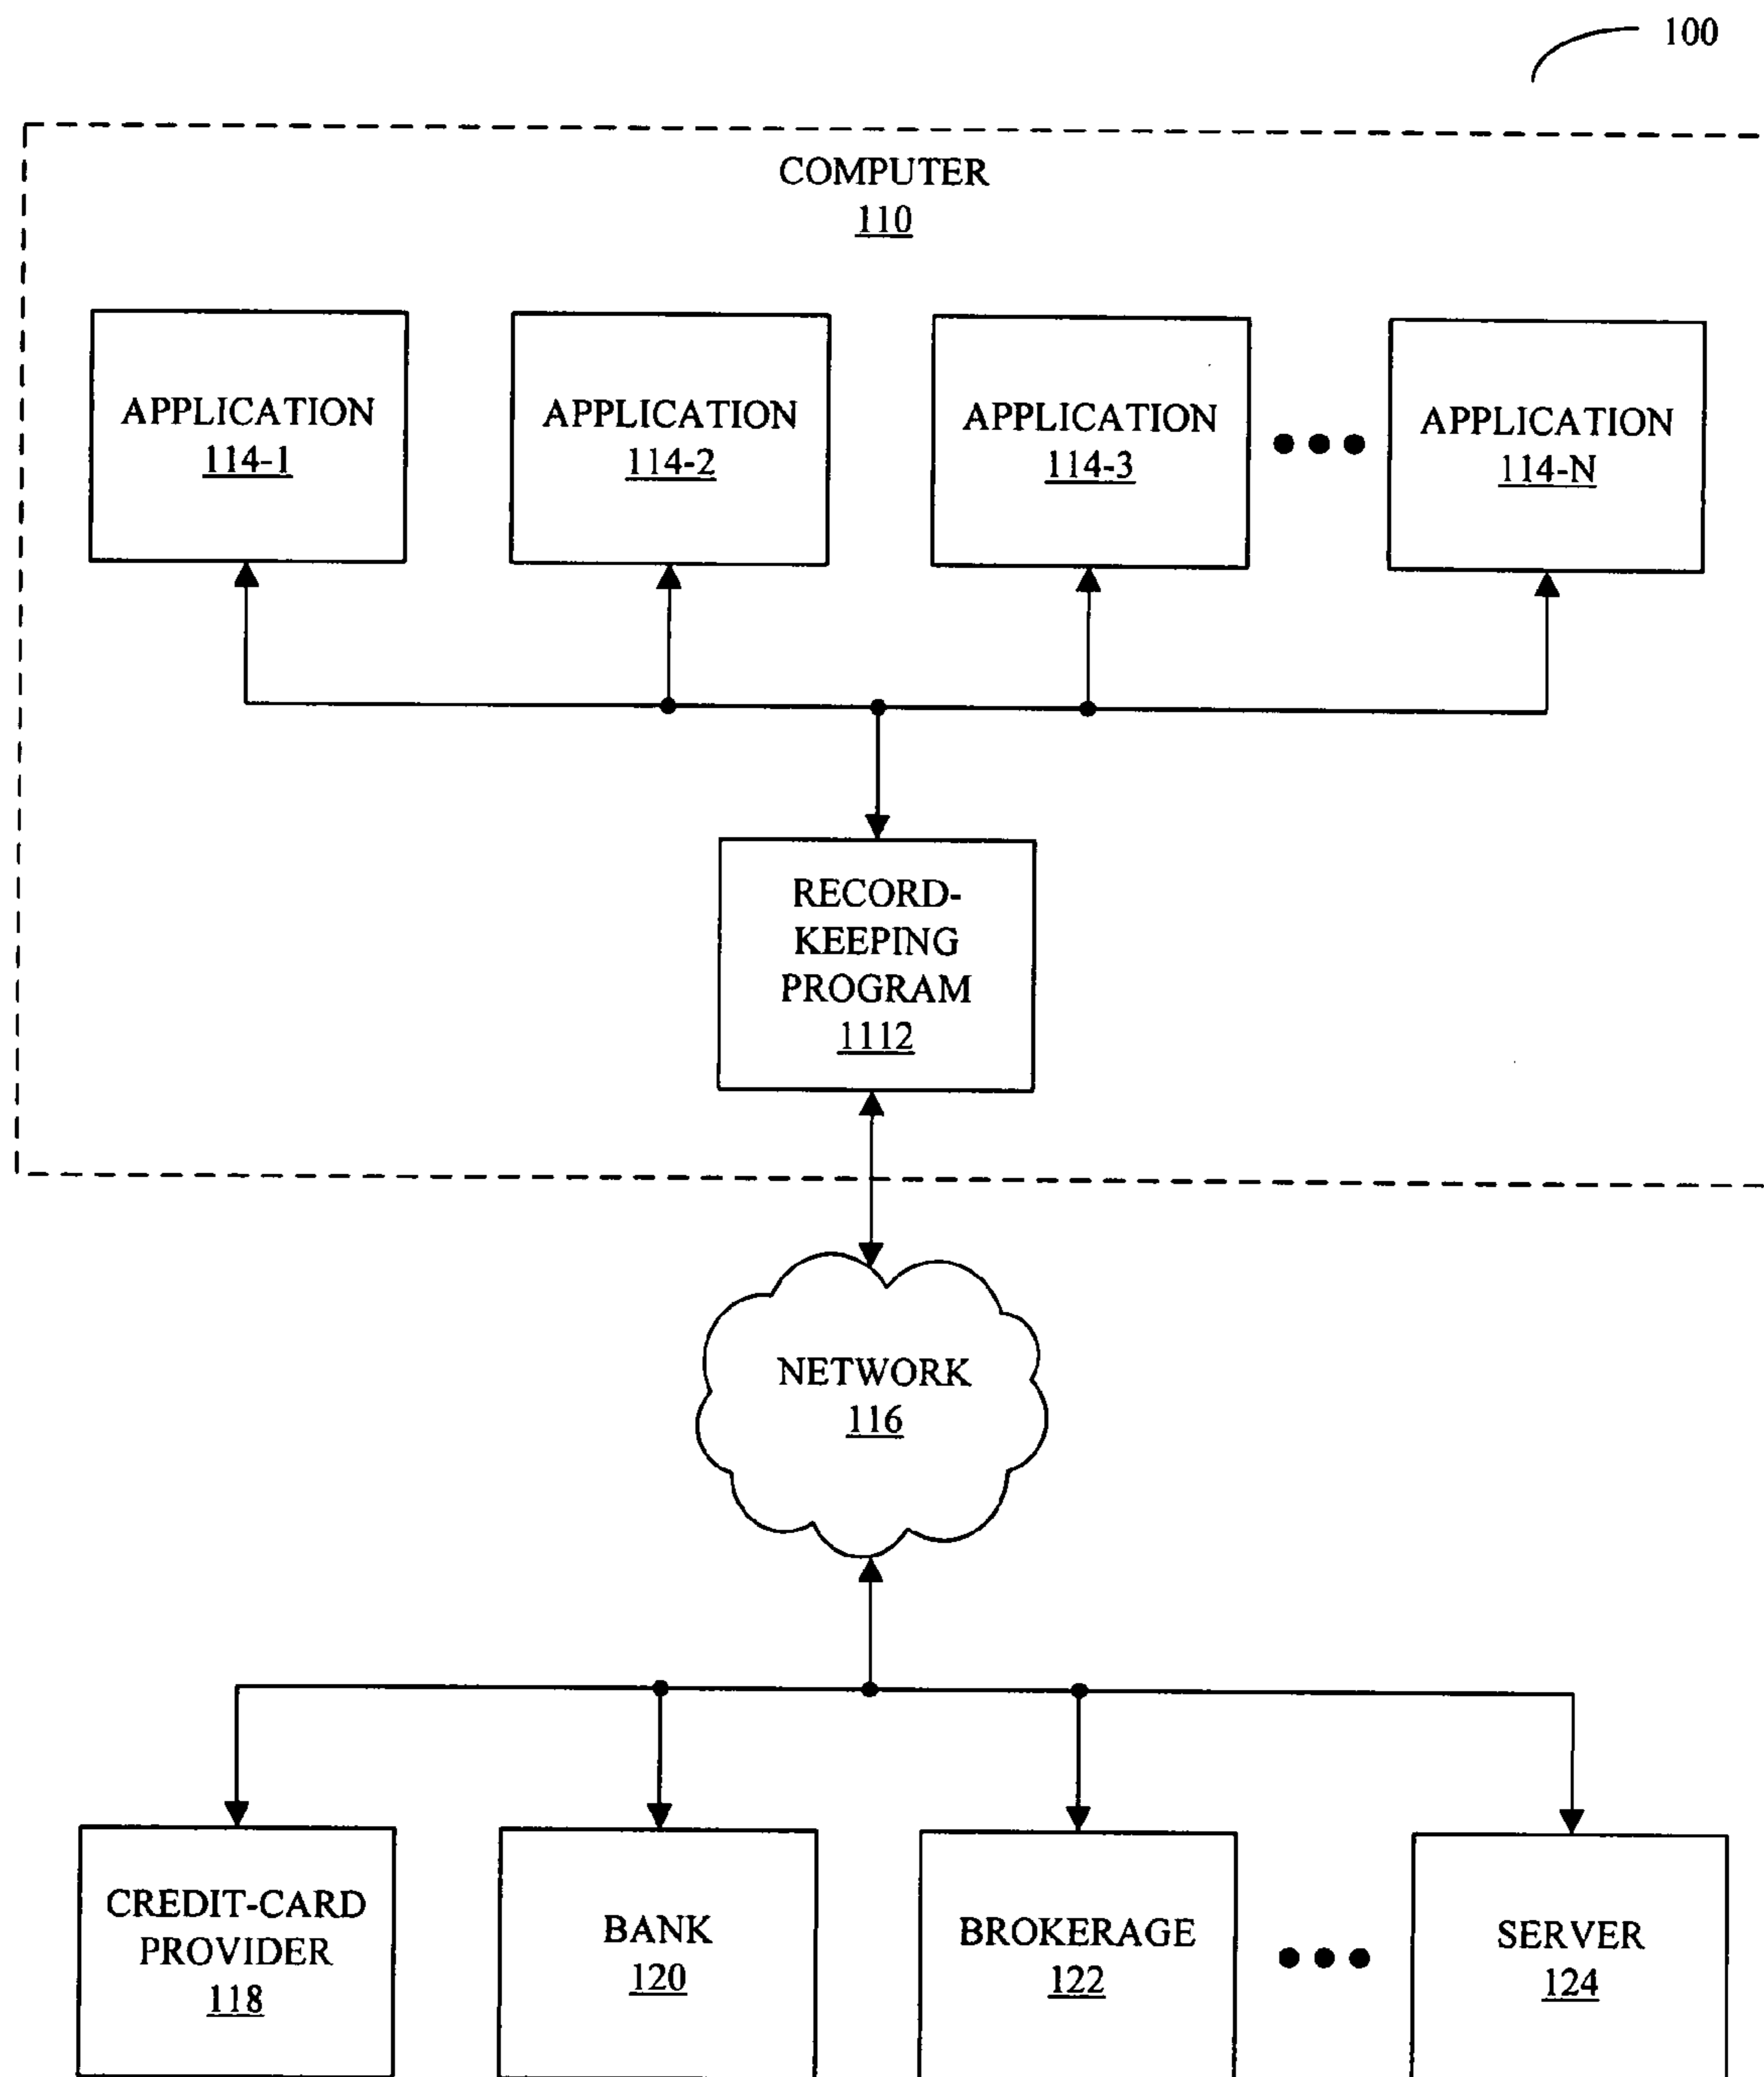 100
COMPUTER
110
APPLICATION
114-1
APPLICATION
114-2
APPLICATION
114-3
APPLICATION
114-N
RECORD-
KEEPING
PROGRAM
1112
NETWORK
116
CREDIT-CARD
PROVIDER
118
BANK
120
BROKERAGE
122
SERVER
124